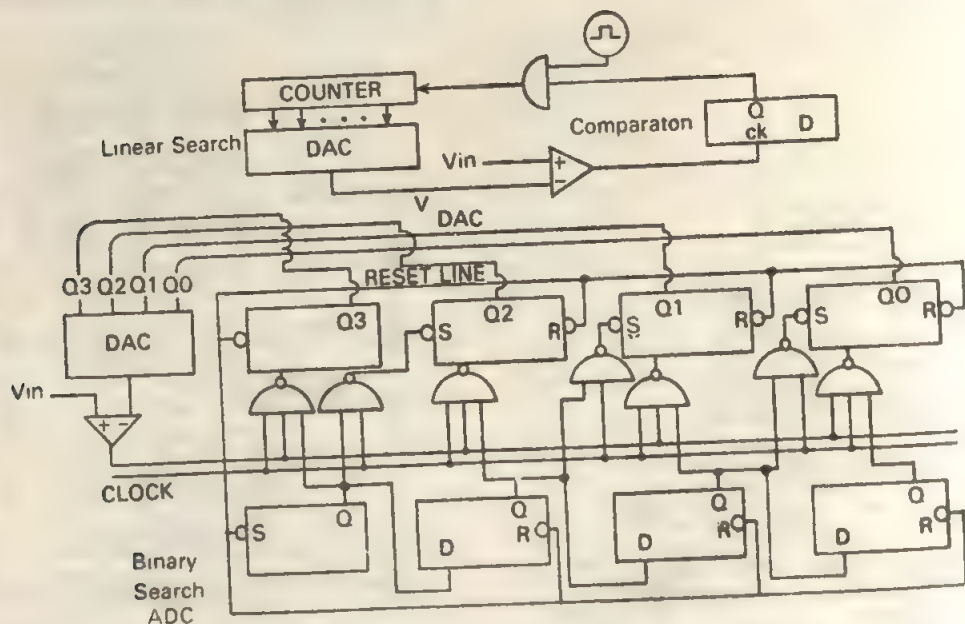 COUNTER
Linear Search
DAC
Vin
+
-
Comparaton
Q
ck D
V
DAC
Q3 Q2 Q1 Q0
RESET LINE
DAC
Vin
+ -
Q3
S Q2 R
S Q1 R
S Q0 R
CLOCK
S Q
D Q R
D Q R
D Q
Binary
Search
ADC